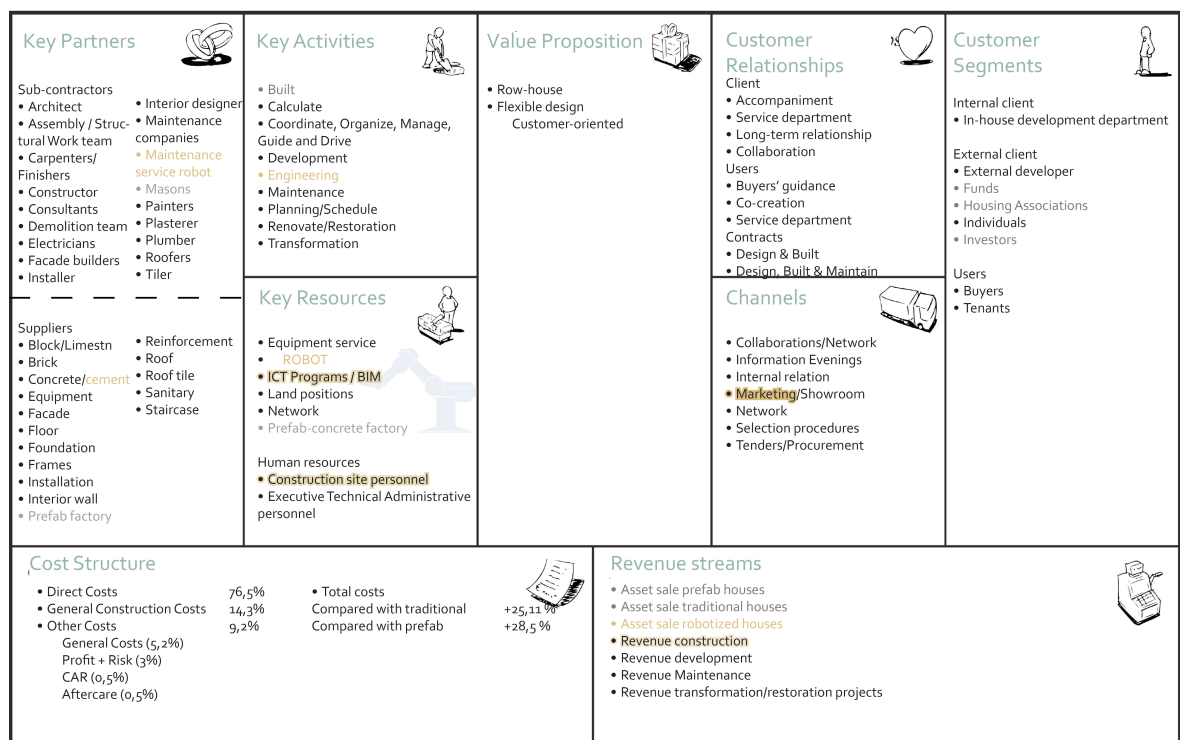 Key Partners
Sub-contractors
• Architect
• Assembly / Struc-
tural Work team
• Carpenters/
Finishers
• Constructor
• Consultants
• Demolition team
• Electricians
• Facade builders
• Installer
• Interior designer
• Maintenance
companies
• Maintenance
service robot
• Masons
• Painters
• Plasterer
• Plumber
• Roofers
• Tiler
Suppliers
• Block/Limestn
• Brick
• Concrete/cement
• Equipment
• Facade
• Floor
• Foundation
• Frames
• Installation
• Interior wall
• Prefab factory
• Reinforcement
• Roof
• Roof tile
• Sanitary
• Staircase
Key Activities
• Built
• Calculate
• Coordinate, Organize, Manage,
Guide and Drive
• Development
• Engineering
• Maintenance
• Planning/Schedule
• Renovate/Restoration
• Transformation
Key Resources
• Equipment service
• ROBOT
• ICT Programs / BIM
• Land positions
• Network
• Prefab-concrete factory
Human resources
• Construction site personnel
• Executive Technical Administrative
personnel
Value Proposition
• Row-house
• Flexible design
Customer-oriented
Customer
Relationships
Client
• Accompaniment
• Service department
• Long-term relationship
• Collaboration
Users
• Buyers' guidance
• Co-creation
• Service department
Contracts
• Design & Built
• Design, Built & Maintain
Channels
• Collaborations/Network
• Information Evenings
• Internal relation
• Marketing/Showroom
• Network
• Selection procedures
• Tenders/Procurement
Customer
Segments
Internal client
• In-house development department
External client
• External developer
• Funds
• Housing Associations
• Individuals
• Investors
Users
• Buyers
• Tenants
Cost Structure
• Direct Costs 76,5%
• General Construction Costs 14,3%
• Other Costs 9,2%
General Costs (5,2%)
Profit + Risk (3%)
CAR (0,5%)
Aftercare (0,5%)
• Total costs
Compared with traditional +25,11 %
Compared with prefab +28,5 %
Revenue streams
• Asset sale prefab houses
• Asset sale traditional houses
• Asset sale robotized houses
• Revenue construction
• Revenue development
• Revenue Maintenance
• Revenue transformation/restoration projects